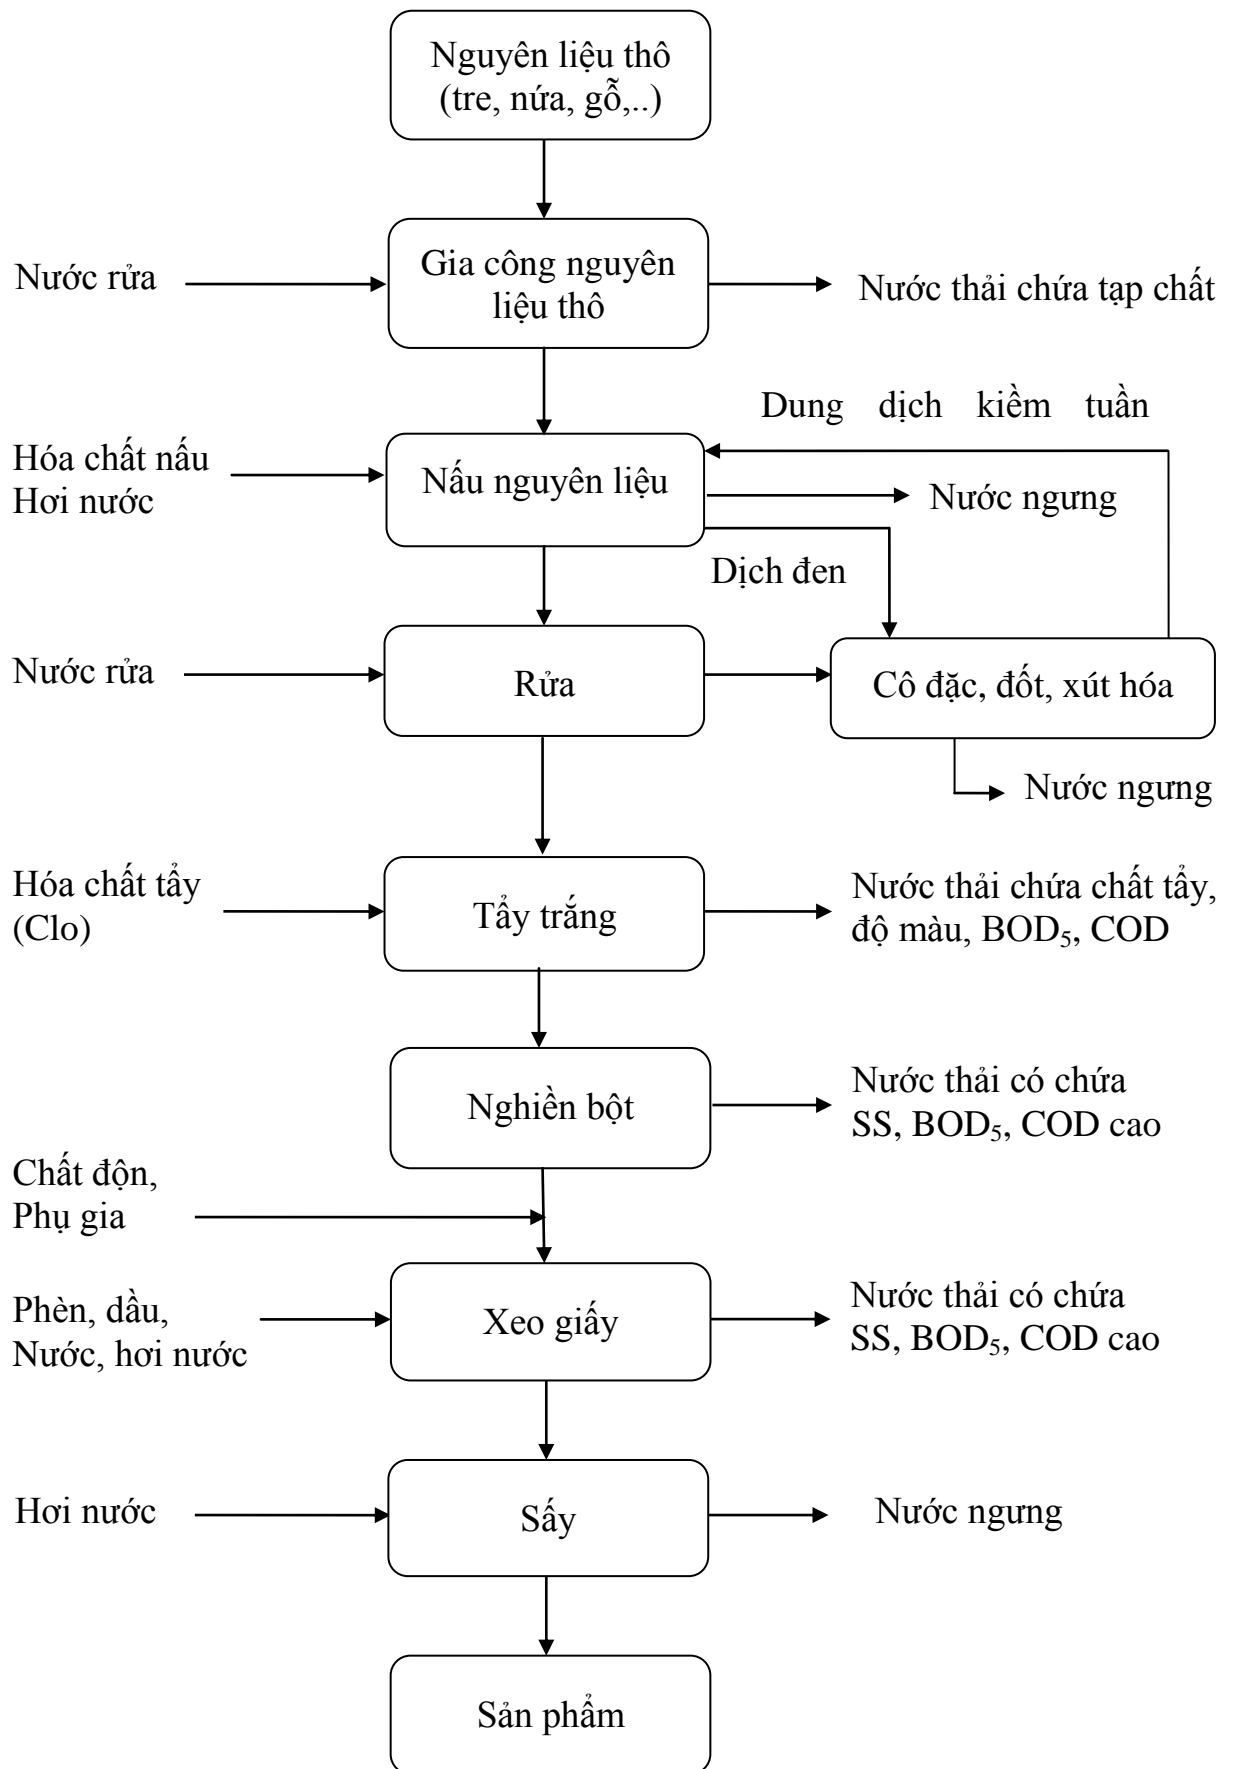 Nguyên liệu thô
(tre, nứa, gỗ,..)
Nước rửa
Gia công nguyên
liệu thô
Nước thải chứa tạp chất
Dung dịch kiềm tuần
Hóa chất nấu
Hơi nước
Nấu nguyên liệu
Nước ngưng
Dịch đen
Nước rửa
Rửa
Cô đặc, đốt, xút hóa
Nước ngưng
Hóa chất tẩy
(Clo)
Tẩy trắng
Nước thải chứa chất tẩy,
độ màu, BOD₅, COD
Nghiền bột
Nước thải có chứa
SS, BOD₅, COD cao
Chất độn,
Phụ gia
Phèn, dầu,
Nước, hơi nước
Xeo giấy
Nước thải có chứa
SS, BOD₅, COD cao
Hơi nước
Sấy
Nước ngưng
Sản phẩm